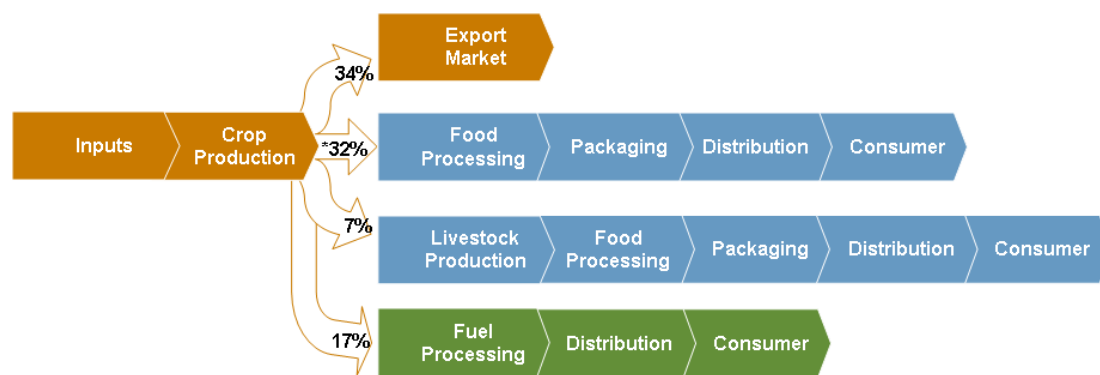 Export
Market
34%
Inputs
Crop
Production
*32%
Food
Processing
Packaging
Distribution
Consumer
7%
Livestock
Production
Food
Processing
Packaging
Distribution
Consumer
17%
Fuel
Processing
Distribution
Consumer